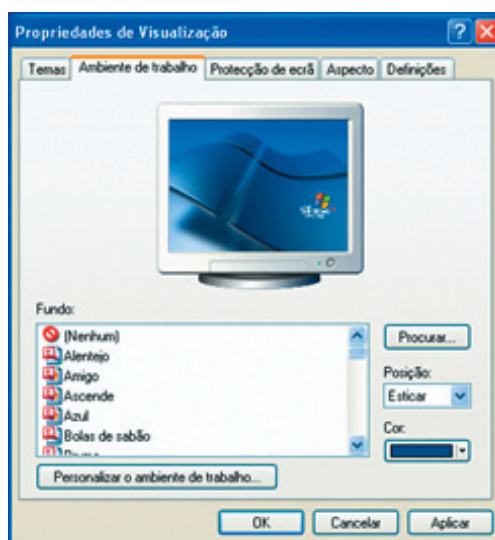 Propriedades de Visualização
Temas Ambiente de trabalho Protecção de ecrã Aspecto Definições
Fundo:
(Nenhum)
Alentejo
Amigo
Ascende
Azul
Bolas de sabão
Procurar...
Posição:
Esticar
Cor:
Personalizar o ambiente de trabalho...
OK Cancelar Aplicar